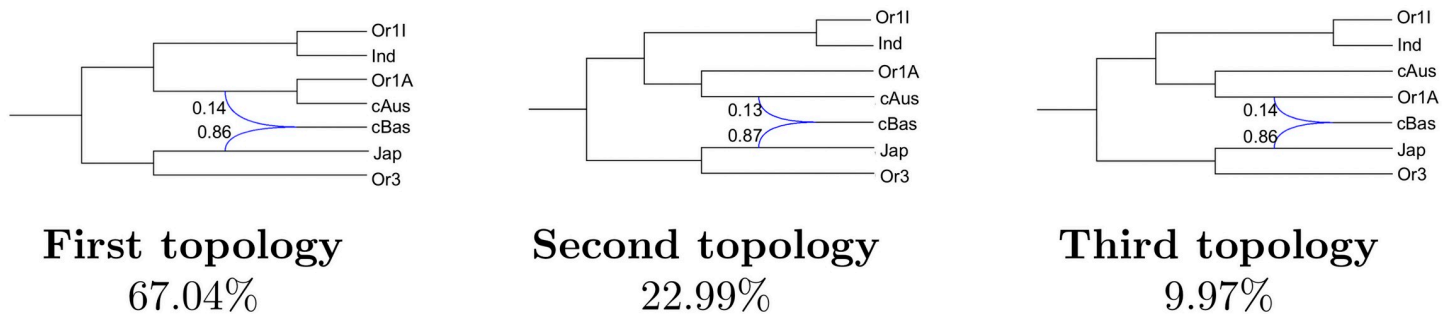 Or1I
Ind
Or1A
cAus
cBas
Jap
Or3
0.14
0.86
First topology
67.04%
Or1I
Ind
Or1A
cAus
cBas
Jap
Or3
0.13
0.87
Second topology
22.99%
Or1I
Ind
cAus
Or1A
cBas
Jap
Or3
0.14
0.86
Third topology
9.97%